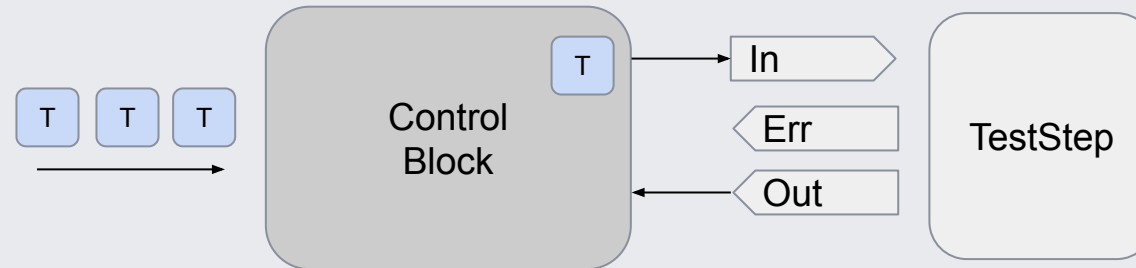 T T T
Control
Block
T
In
Err
Out
TestStep